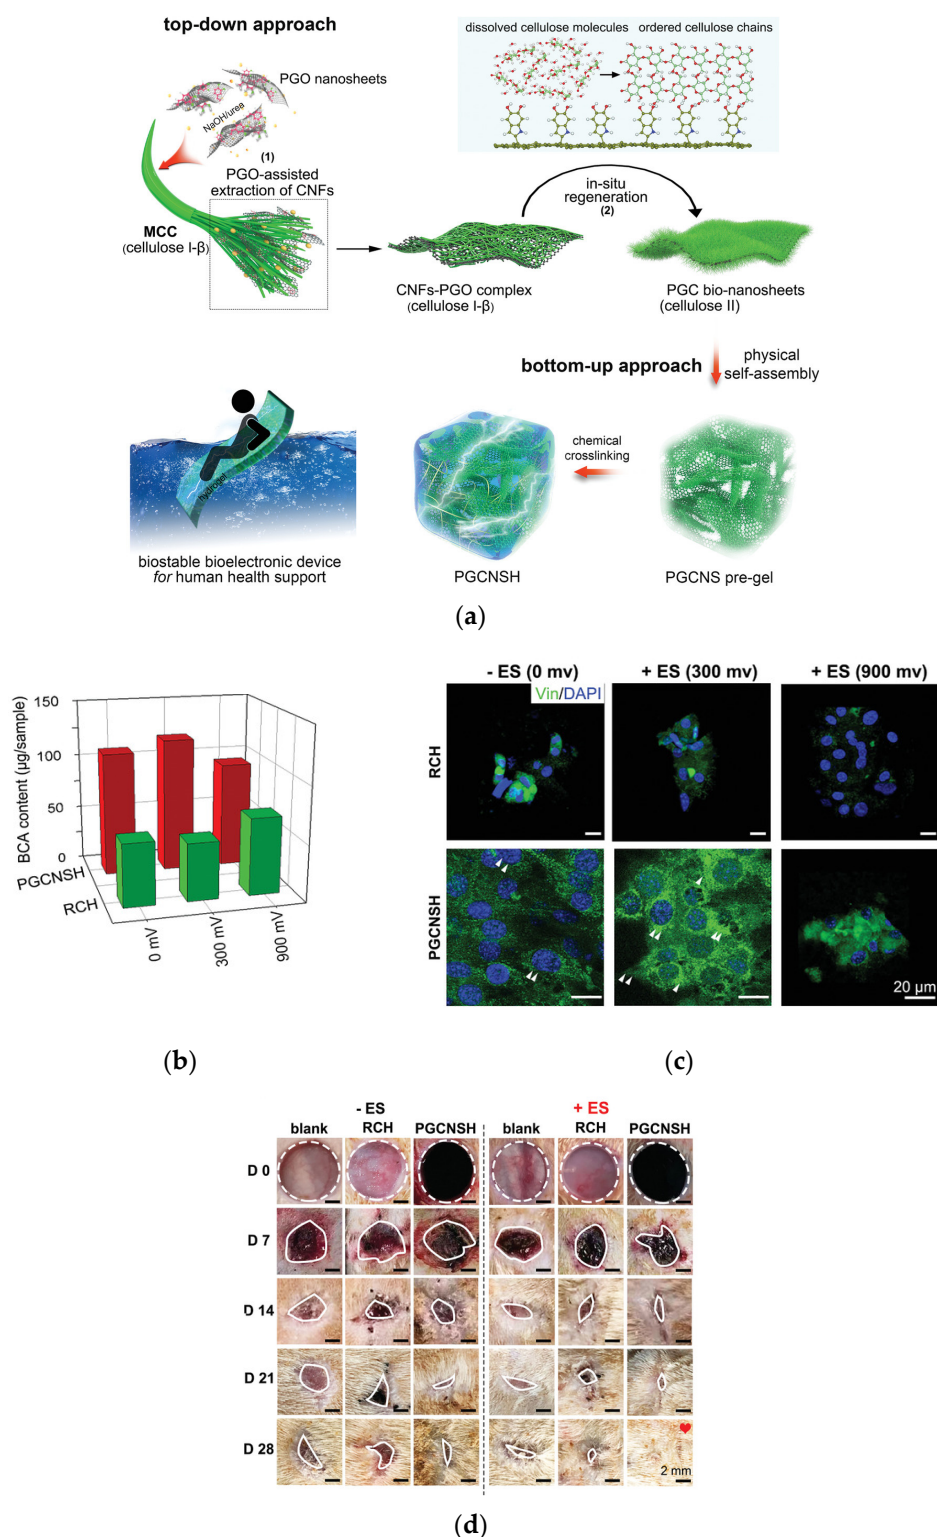 top-down approach
dissolved cellulose molecules
ordered cellulose chains
PGO nanosheets
NaOH/urea
(1)
PGO-assisted
extraction of CNFs
in-situ
regeneration
(2)
MCC
(cellulose I-β)
CNFs-PGO complex
(cellulose I-β)
PGC bio-nanosheets
(cellulose II)
bottom-up approach
physical
self-assembly
chemical
crosslinking
hydrogel
biostable bioelectronic device
for human health support
PGCNSH
PGCNS pre-gel
(a)
BCA content (μg/sample)
150
100
50
0
PGCNSH
RCH
0 mV
300 mV
900 mV
(b)
- ES (0 mv)
+ ES (300 mv)
+ ES (900 mv)
Vin/DAPI
RCH
PGCNSH
20 μm
(c)
- ES
+ ES
blank
RCH
PGCNSH
blank
RCH
PGCNSH
D 0
D 7
D 14
D 21
D 28
2 mm
(d)